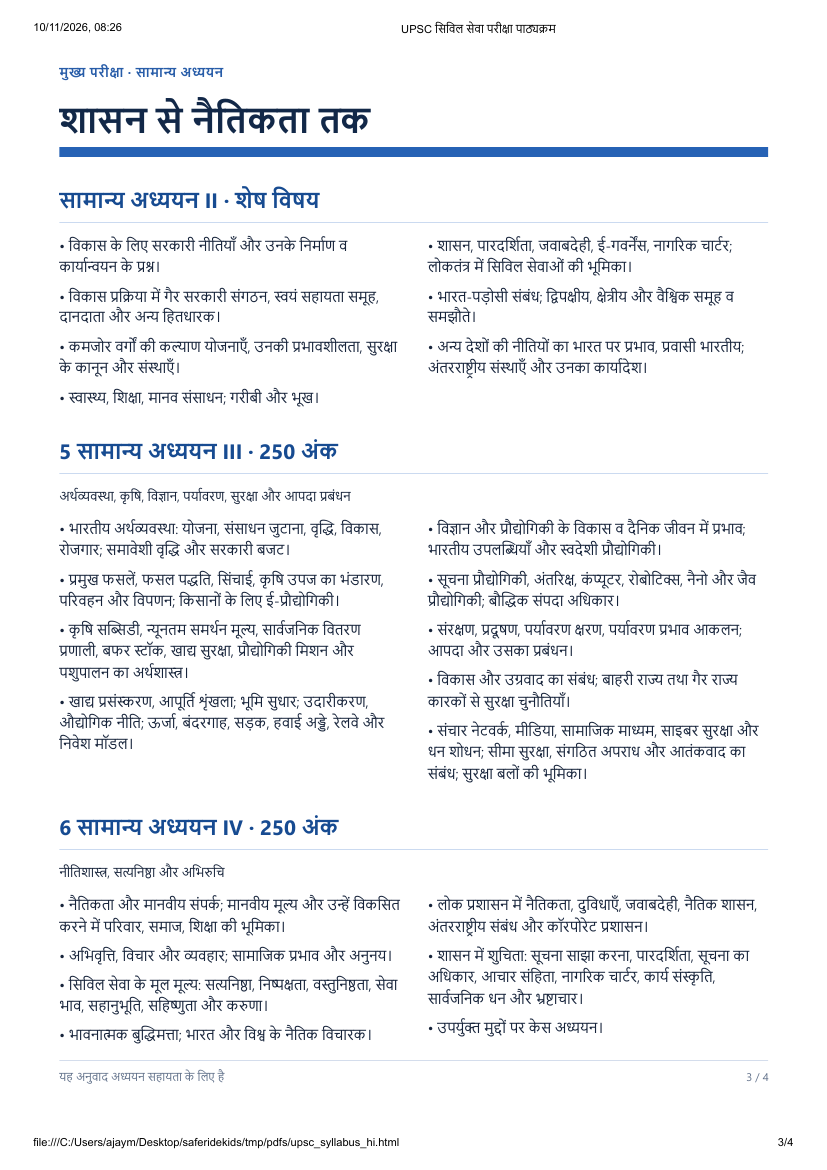 10/11/2026, 08:26
UPSC सिविल सेवा परीक्षा पाठ्यक्रम
मुख्य परीक्षा · सामान्य अध्ययन
शासन से नैतिकता तक
सामान्य अध्ययन II · शेष विषय
• विकास के लिए सरकारी नीतियाँ और उनके निर्माण व
कार्यान्वयन के प्रश्न।
• विकास प्रक्रिया में गैर सरकारी संगठन, स्वयं सहायता समूह,
दानदाता और अन्य हितधारक।
• कमजोर वर्गों की कल्याण योजनाएँ, उनकी प्रभावशीलता, सुरक्षा
के कानून और संस्थाएँ।
• स्वास्थ्य, शिक्षा, मानव संसाधन; गरीबी और भूख।
• शासन, पारदर्शिता, जवाबदेही, ई-गवर्नेंस, नागरिक चार्टर;
लोकतंत्र में सिविल सेवाओं की भूमिका।
• भारत-पड़ोसी संबंध; द्विपक्षीय, क्षेत्रीय और वैश्विक समूह व
समझौते।
• अन्य देशों की नीतियों का भारत पर प्रभाव, प्रवासी भारतीय;
अंतरराष्ट्रीय संस्थाएँ और उनका कार्यादेश।
5 सामान्य अध्ययन III · 250 अंक
अर्थव्यवस्था, कृषि, विज्ञान, पर्यावरण, सुरक्षा और आपदा प्रबंधन
• भारतीय अर्थव्यवस्था: योजना, संसाधन जुटाना, वृद्धि, विकास,
रोजगार; समावेशी वृद्धि और सरकारी बजट।
• प्रमुख फसलें, फसल पद्धति, सिंचाई, कृषि उपज का भंडारण,
परिवहन और विपणन; किसानों के लिए ई-प्रौद्योगिकी।
• कृषि सब्सिडी, न्यूनतम समर्थन मूल्य, सार्वजनिक वितरण
प्रणाली, बफर स्टॉक, खाद्य सुरक्षा, प्रौद्योगिकी मिशन और
पशुपालन का अर्थशास्त्र।
• खाद्य प्रसंस्करण, आपूर्ति शृंखला; भूमि सुधार; उदारीकरण,
औद्योगिक नीति; ऊर्जा, बंदरगाह, सड़क, हवाई अड्डे, रेलवे और
निवेश मॉडल।
• विज्ञान और प्रौद्योगिकी के विकास व दैनिक जीवन में प्रभाव;
भारतीय उपलब्धियाँ और स्वदेशी प्रौद्योगिकी।
• सूचना प्रौद्योगिकी, अंतरिक्ष, कंप्यूटर, रोबोटिक्स, नैनो और जैव
प्रौद्योगिकी; बौद्धिक संपदा अधिकार।
• संरक्षण, प्रदूषण, पर्यावरण क्षरण, पर्यावरण प्रभाव आकलन;
आपदा और उसका प्रबंधन।
• विकास और उग्रवाद का संबंध; बाहरी राज्य तथा गैर राज्य
कारकों से सुरक्षा चुनौतियाँ।
• संचार नेटवर्क, मीडिया, सामाजिक माध्यम, साइबर सुरक्षा और
धन शोधन; सीमा सुरक्षा, संगठित अपराध और आतंकवाद का
संबंध; सुरक्षा बलों की भूमिका।
6 सामान्य अध्ययन IV · 250 अंक
नीतिशास्त्र, सत्यनिष्ठा और अभिरुचि
• नैतिकता और मानवीय संपर्क; मानवीय मूल्य और उन्हें विकसित
करने में परिवार, समाज, शिक्षा की भूमिका।
• अभिवृत्ति, विचार और व्यवहार; सामाजिक प्रभाव और अनुनय।
• सिविल सेवा के मूल मूल्य: सत्यनिष्ठा, निष्पक्षता, वस्तुनिष्ठता, सेवा
भाव, सहानुभूति, सहिष्णुता और करुणा।
• भावनात्मक बुद्धिमत्ता; भारत और विश्व के नैतिक विचारक।
• लोक प्रशासन में नैतिकता, दुविधाएँ, जवाबदेही, नैतिक शासन,
अंतरराष्ट्रीय संबंध और कॉरपोरेट प्रशासन।
• शासन में शुचिता: सूचना साझा करना, पारदर्शिता, सूचना का
अधिकार, आचार संहिता, नागरिक चार्टर, कार्य संस्कृति,
सार्वजनिक धन और भ्रष्टाचार।
• उपर्युक्त मुद्दों पर केस अध्ययन।
यह अनुवाद अध्ययन सहायता के लिए है
3 / 4
file:///C:/Users/ajaym/Desktop/saferidekids/tmp/pdfs/upsc_syllabus_hi.html
3/4